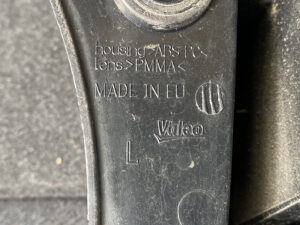 housing>ABS+PC<
Lens>PMMA<
MADE IN EU
Valeo
L